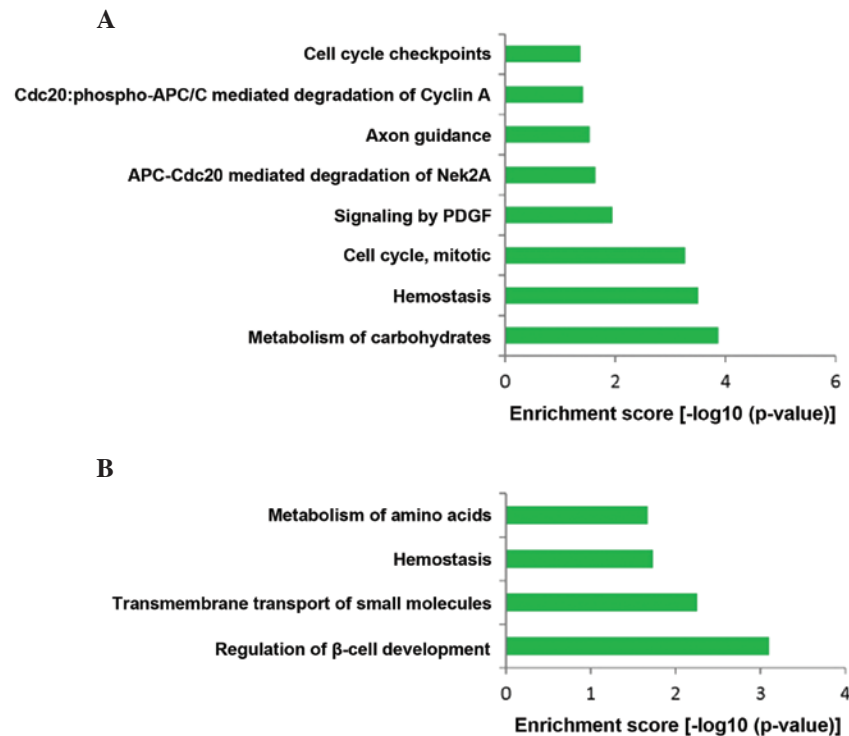 A
Cell cycle checkpoints
Cdc20:phospho-APC/C mediated degradation of Cyclin A
Axon guidance
APC-Cdc20 mediated degradation of Nek2A
Signaling by PDGF
Cell cycle, mitotic
Hemostasis
Metabolism of carbohydrates
0 2 4 6
Enrichment score [-log10 (p-value)]
B
Metabolism of amino acids
Hemostasis
Transmembrane transport of small molecules
Regulation of β-cell development
0 1 2 3 4
Enrichment score [-log10 (p-value)]